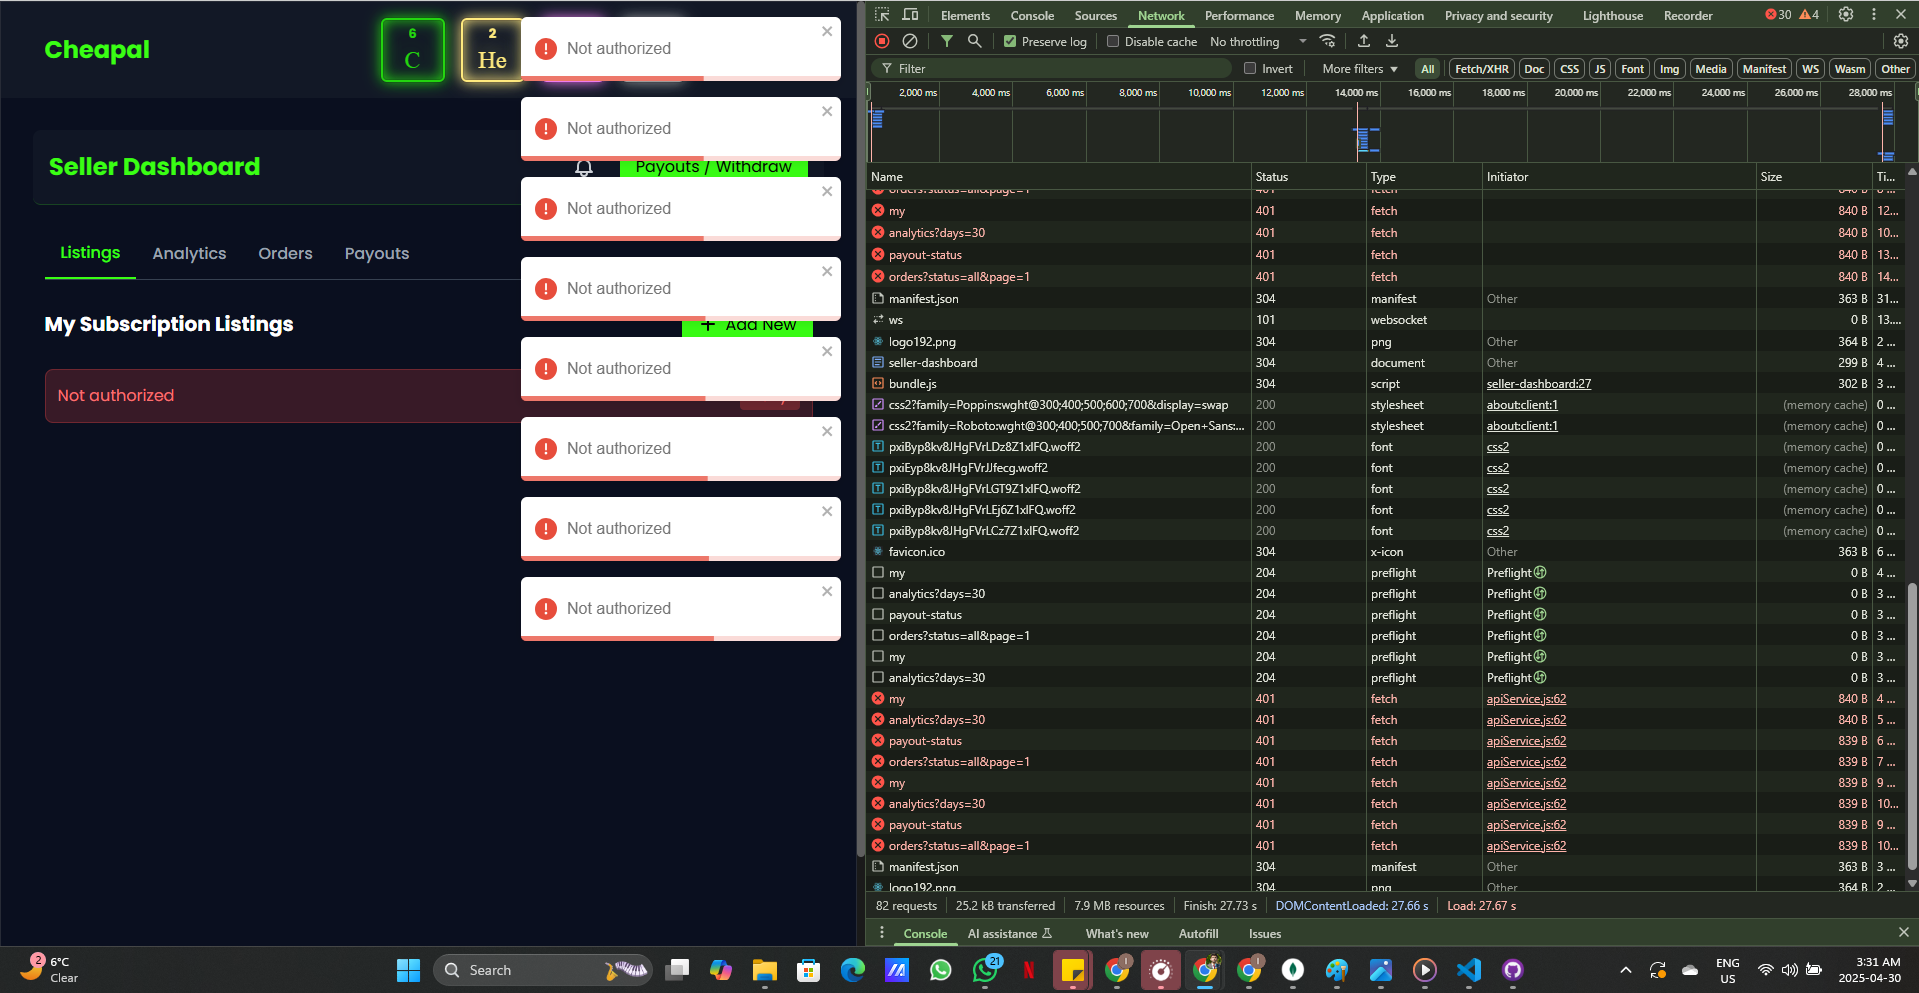 Cheapal
6
C
2
He
Not authorized
Not authorized
Not authorized
Not authorized
Not authorized
Not authorized
Not authorized
Not authorized
Seller Dashboard
Payouts / Withdraw
Listings Analytics Orders Payouts
My Subscription Listings
+ Add New
Not authorized
Elements Console Sources Network Performance Memory Application Privacy and security Lighthouse Recorder 30 4
Preserve log Disable cache No throttling
Filter Invert More filters All Fetch/XHR Doc CSS JS Font Img Media Manifest WS Wasm Other
2,000 ms 4,000 ms 6,000 ms 8,000 ms 10,000 ms 12,000 ms 14,000 ms 16,000 ms 18,000 ms 20,000 ms 22,000 ms 24,000 ms 26,000 ms 28,000 ms
Name Status Type Initiator Size Ti...
orders?status=all&page=1 401 fetch 840 B
my 401 fetch 840 B 12...
analytics?days=30 401 fetch 840 B 10...
payout-status 401 fetch 840 B 13...
orders?status=all&page=1 401 fetch 840 B 14...
manifest.json 304 manifest Other 363 B 31...
ws 101 websocket 0 B 13....
logo192.png 304 png Other 364 B 2 ...
seller-dashboard 304 document Other 299 B 4 ...
bundle.js 304 script seller-dashboard:27 302 B 3 ...
css2?family=Poppins:wght@300;400;500;600;700&display=swap 200 stylesheet about:client:1 (memory cache) 0 ...
css2?family=Roboto:wght@300;400;500;700&family=Open+Sans:... 200 stylesheet about:client:1 (memory cache) 0 ...
pxiByp8kv8JHgFVrLDz8Z1xlFQ.woff2 200 font css2 (memory cache) 0 ...
pxiEyp8kv8JHgFVrJJfecg.woff2 200 font css2 (memory cache) 0 ...
pxiByp8kv8JHgFVrLGT9Z1xlFQ.woff2 200 font css2 (memory cache) 0 ...
pxiByp8kv8JHgFVrLEj6Z1xlFQ.woff2 200 font css2 (memory cache) 0 ...
pxiByp8kv8JHgFVrLCz7Z1xlFQ.woff2 200 font css2 (memory cache) 0 ...
favicon.ico 304 x-icon Other 363 B 6 ...
my 204 preflight Preflight 0 B 4 ...
analytics?days=30 204 preflight Preflight 0 B 3 ...
payout-status 204 preflight Preflight 0 B 3 ...
orders?status=all&page=1 204 preflight Preflight 0 B 3 ...
my 204 preflight Preflight 0 B 3 ...
analytics?days=30 204 preflight Preflight 0 B 3 ...
my 401 fetch apiService.js:62 840 B 4 ...
analytics?days=30 401 fetch apiService.js:62 840 B 5 ...
payout-status 401 fetch apiService.js:62 839 B 6 ...
orders?status=all&page=1 401 fetch apiService.js:62 839 B 7 ...
my 401 fetch apiService.js:62 839 B 9 ...
analytics?days=30 401 fetch apiService.js:62 839 B 10...
payout-status 401 fetch apiService.js:62 839 B 9 ...
orders?status=all&page=1 401 fetch apiService.js:62 839 B 10...
manifest.json 304 manifest Other 363 B 3 ...
logo192.png 304 png Other 364 B 2 ...
82 requests 25.2 kB transferred 7.9 MB resources Finish: 27.73 s DOMContentLoaded: 27.66 s Load: 27.67 s
Console AI assistance What's new Autofill Issues
2
6°C
Clear
Search
21
ENG
US
3:31 AM
2025-04-30